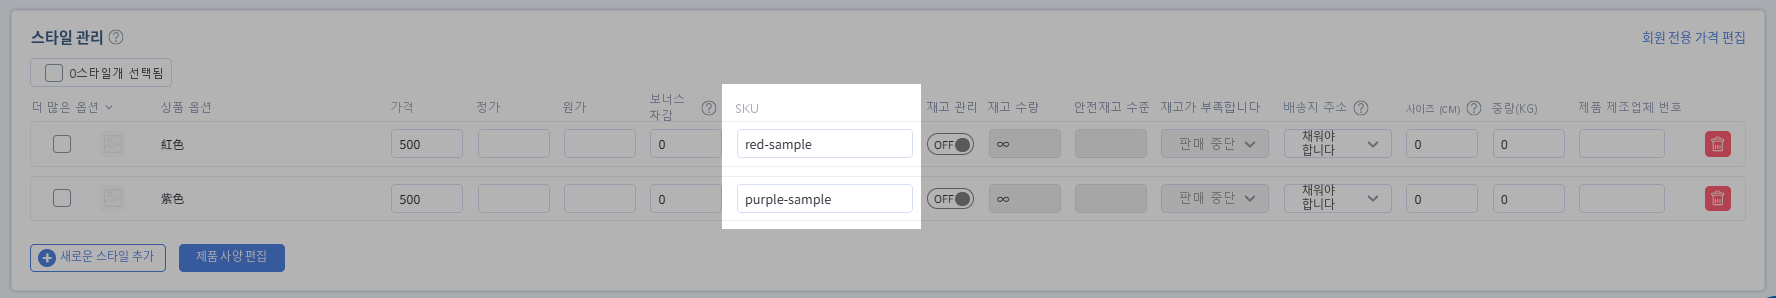 스타일 관리
회원 전용 가격 편집
0스타일개 선택됨
더 많은 옵션 상품 옵션 가격 정가 원가 보너스 차감 SKU 재고 관리 재고 수량 안전재고 수준 재고가 부족합니다 배송지 주소 사이즈 (CM) 중량(KG) 제품 제조업체 번호
紅色 500 0 red-sample OFF ∞ 판매 중단 채워야 합니다 0 0
紫色 500 0 purple-sample OFF ∞ 판매 중단 채워야 합니다 0 0
새로운 스타일 추가 제품 사양 편집